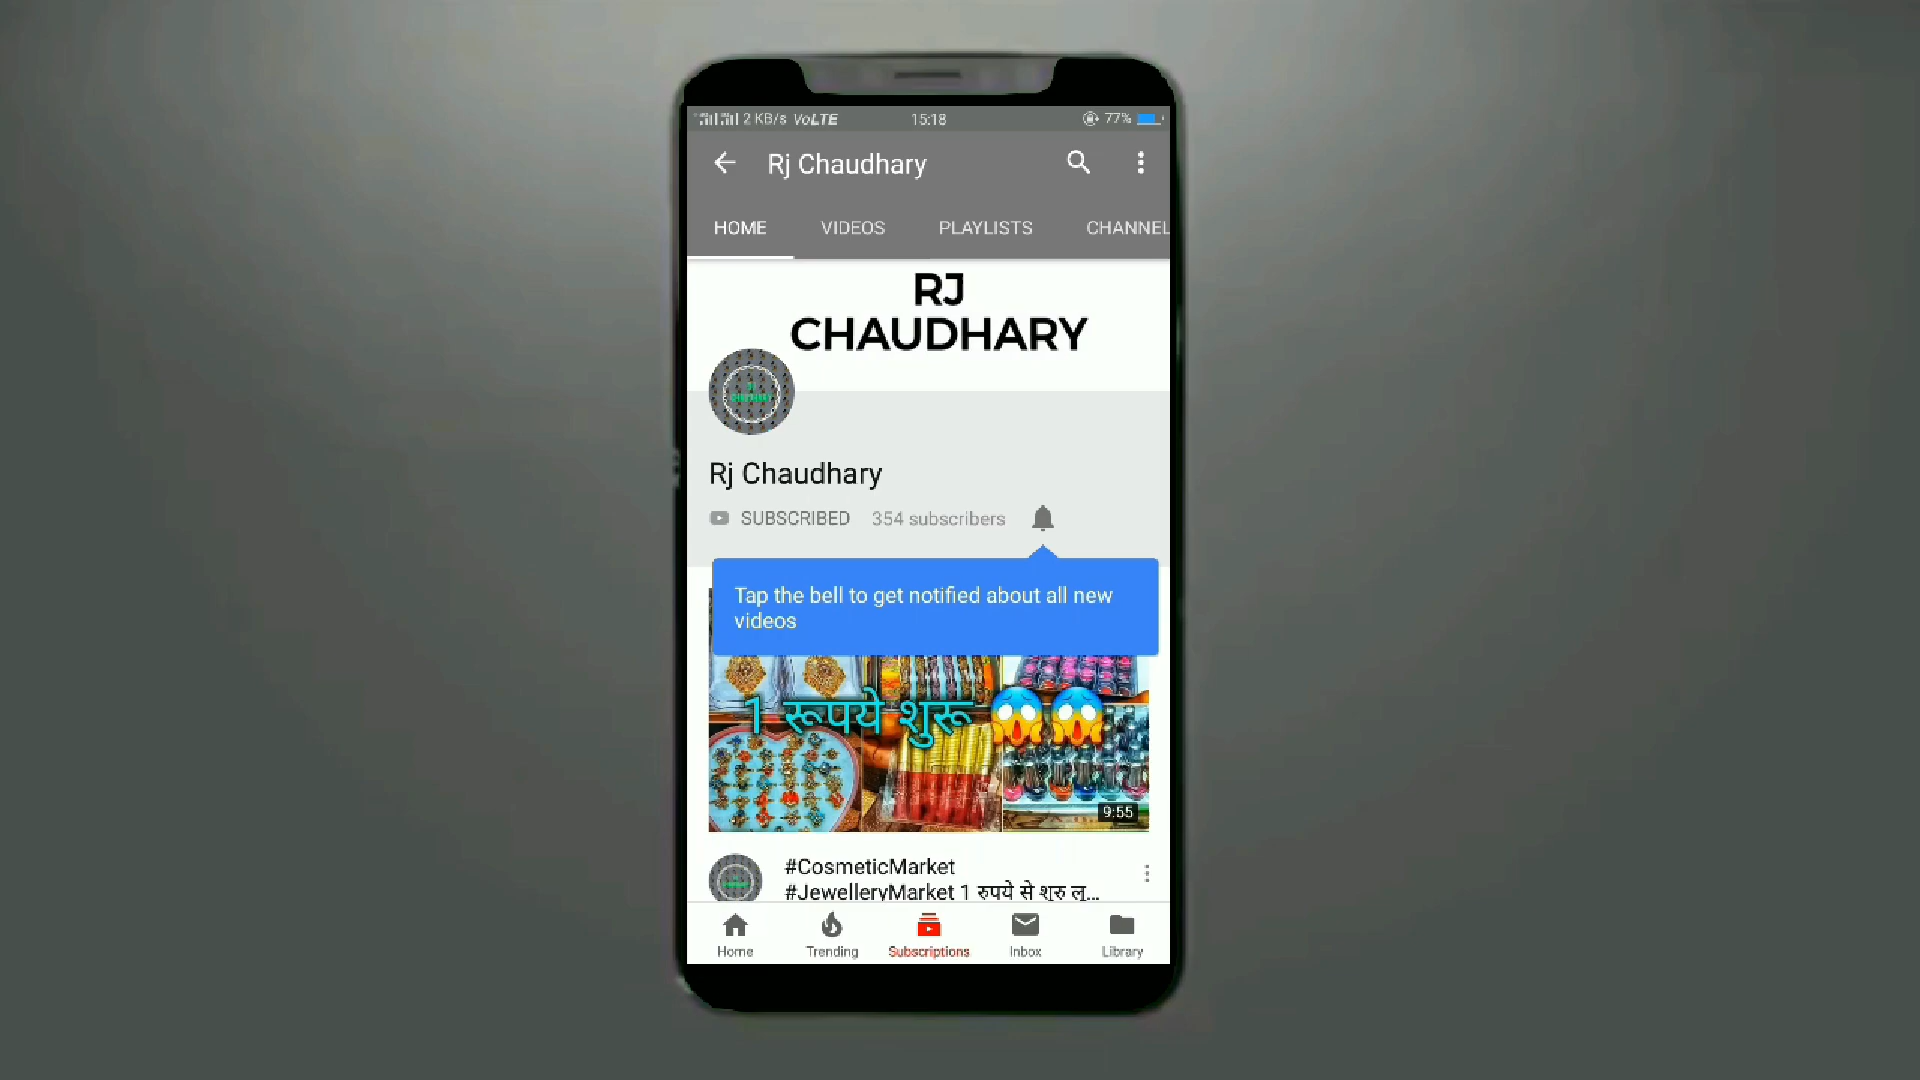 2 KB/s VoLTE 15:18 77%
Rj Chaudhary
HOME VIDEOS PLAYLISTS CHANNEL
RJ
CHAUDHARY
Rj Chaudhary
SUBSCRIBED 354 subscribers
Tap the bell to get notified about all new
videos
1 रूपये शुरू
9:55
#CosmeticMarket
#JewelleryMarket 1 रुपये से शुरु लू...
Home Trending Subscriptions Inbox Library